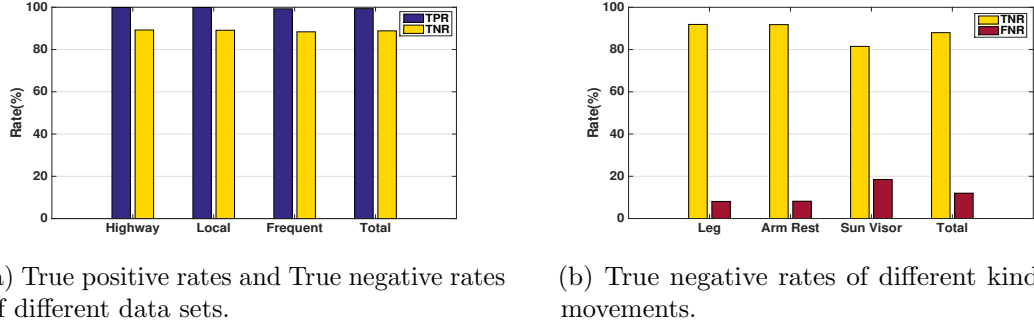 100
80
60
40
20
0
Rate(%)
TPR
TNR
Highway Local Frequent Total
100
80
60
40
20
0
Rate(%)
TNR
FNR
Leg Arm Rest Sun Visor Total
) True positive rates and True negative rates
f different data sets.
(b) True negative rates of different kind
movements.